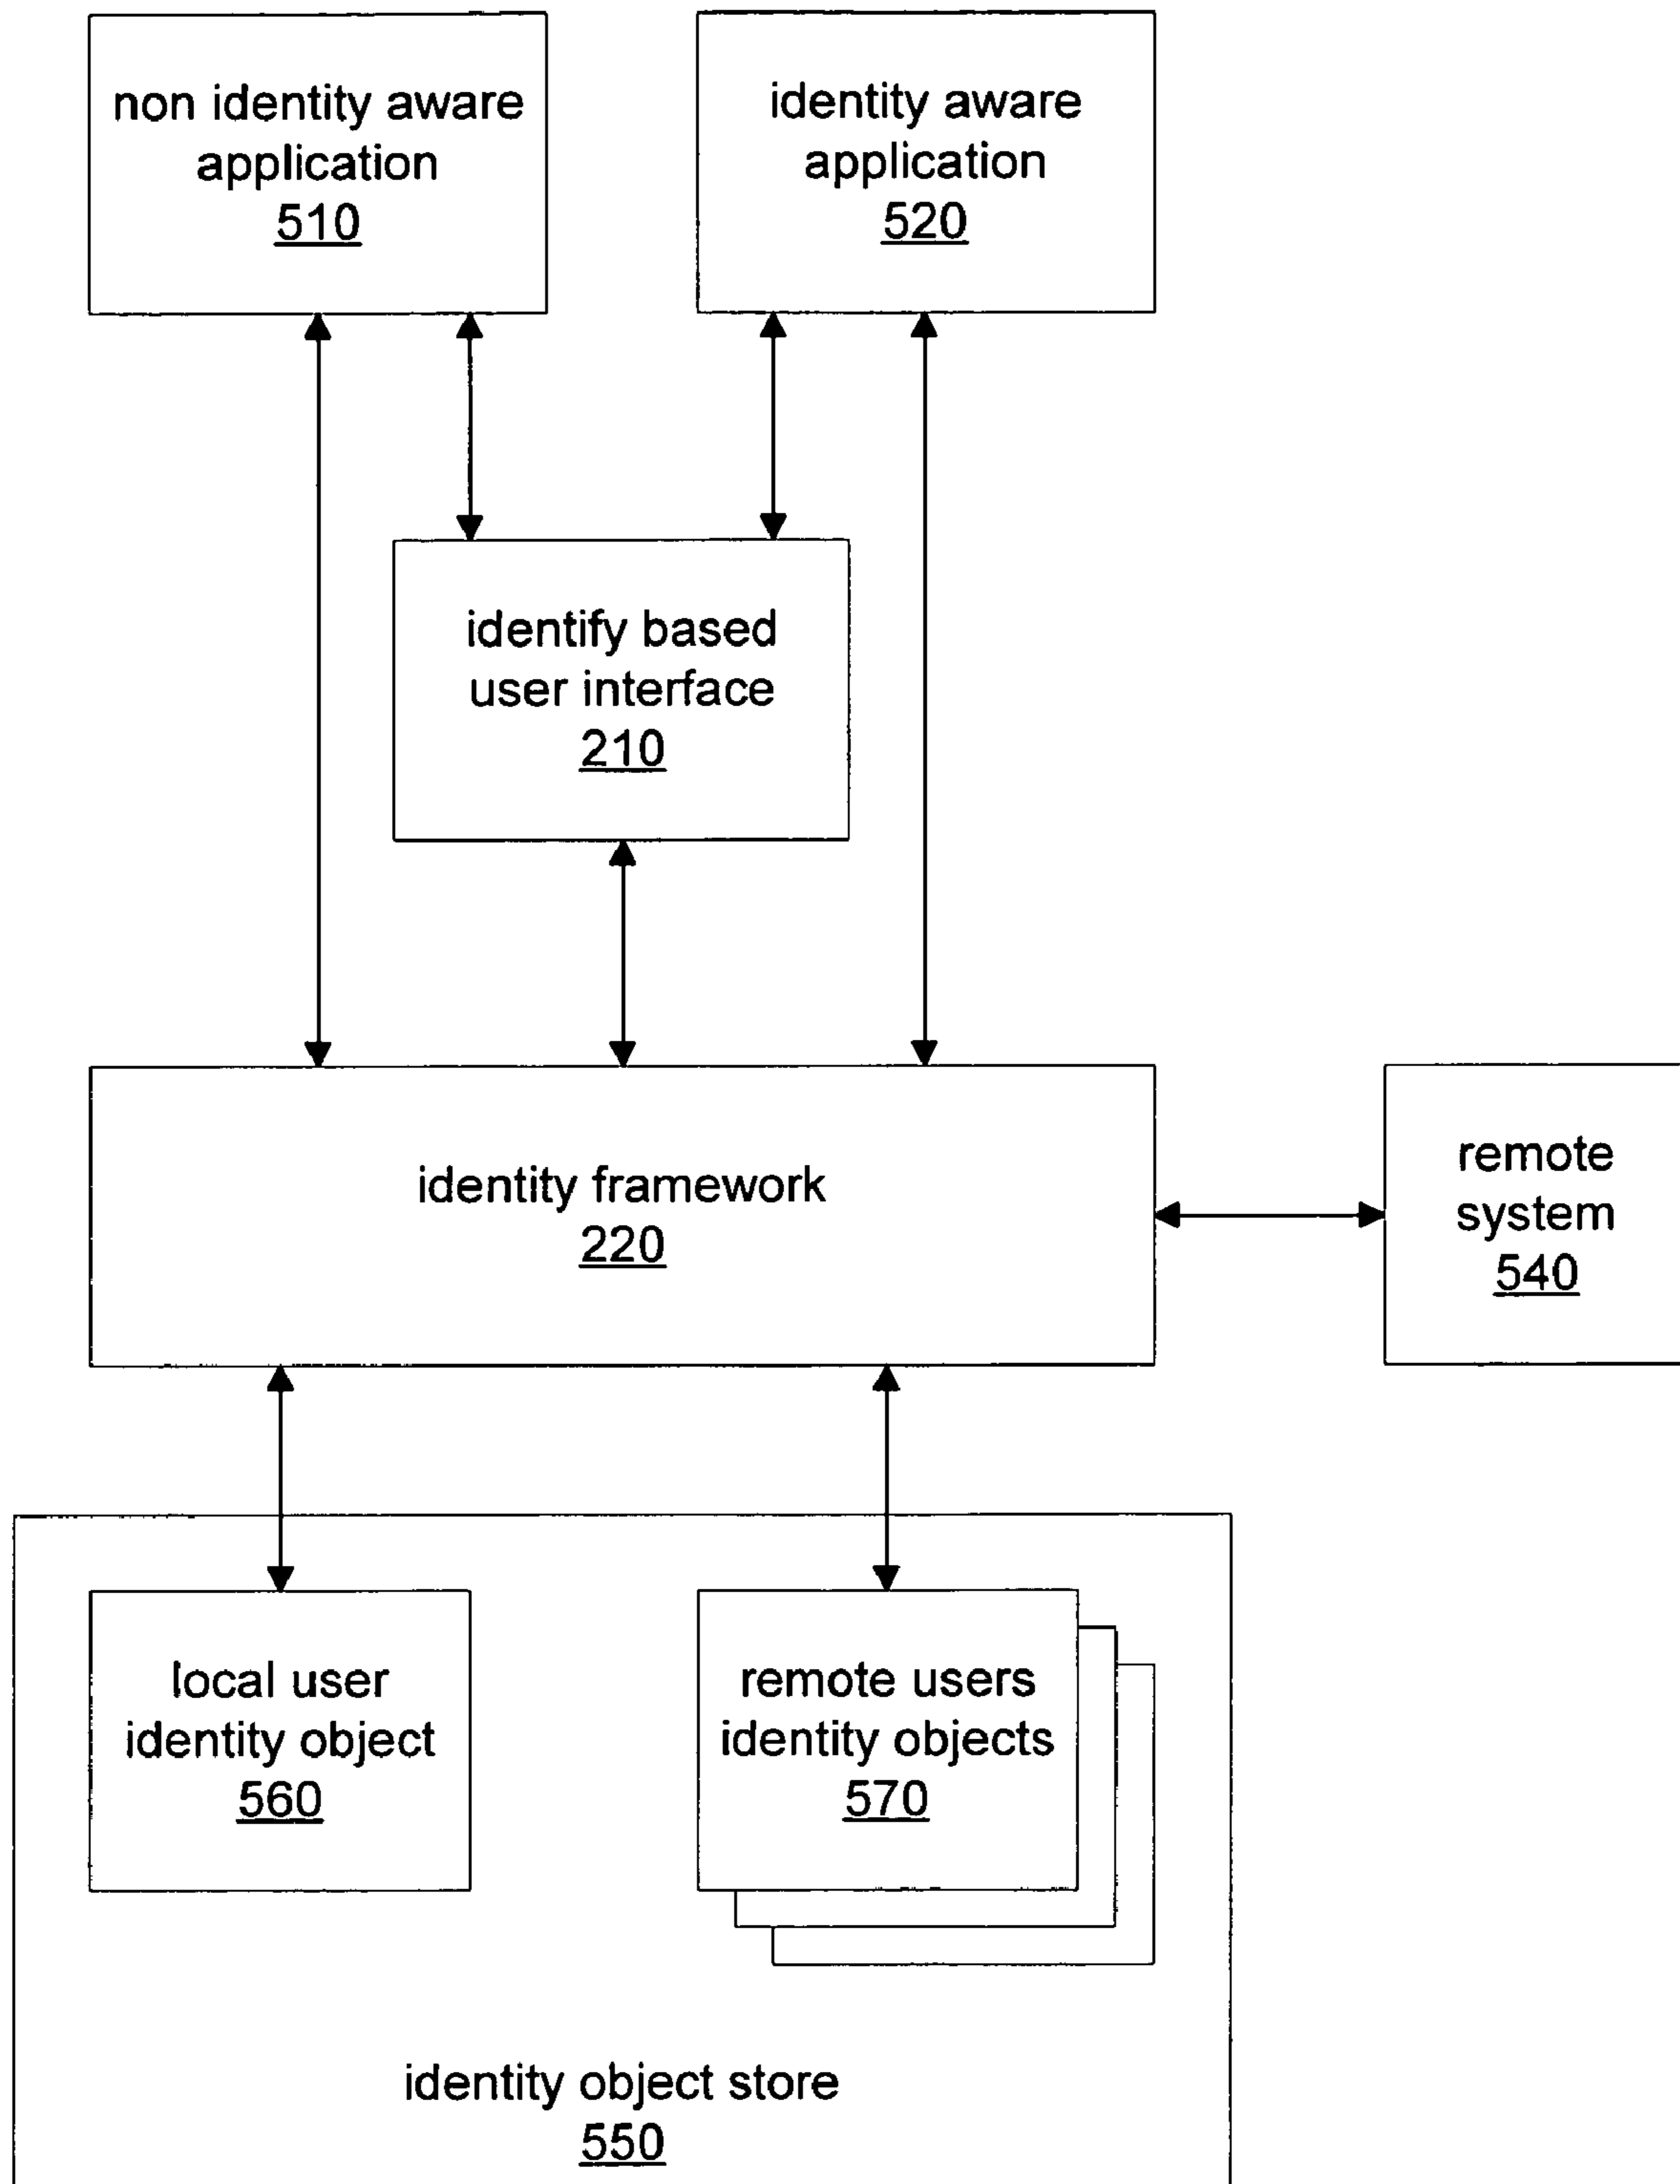 non identity aware
application
510
identity aware
application
520
identify based
user interface
210
identity framework
220
remote
system
540
local user
identity object
560
remote users
identity objects
570
identity object store
550